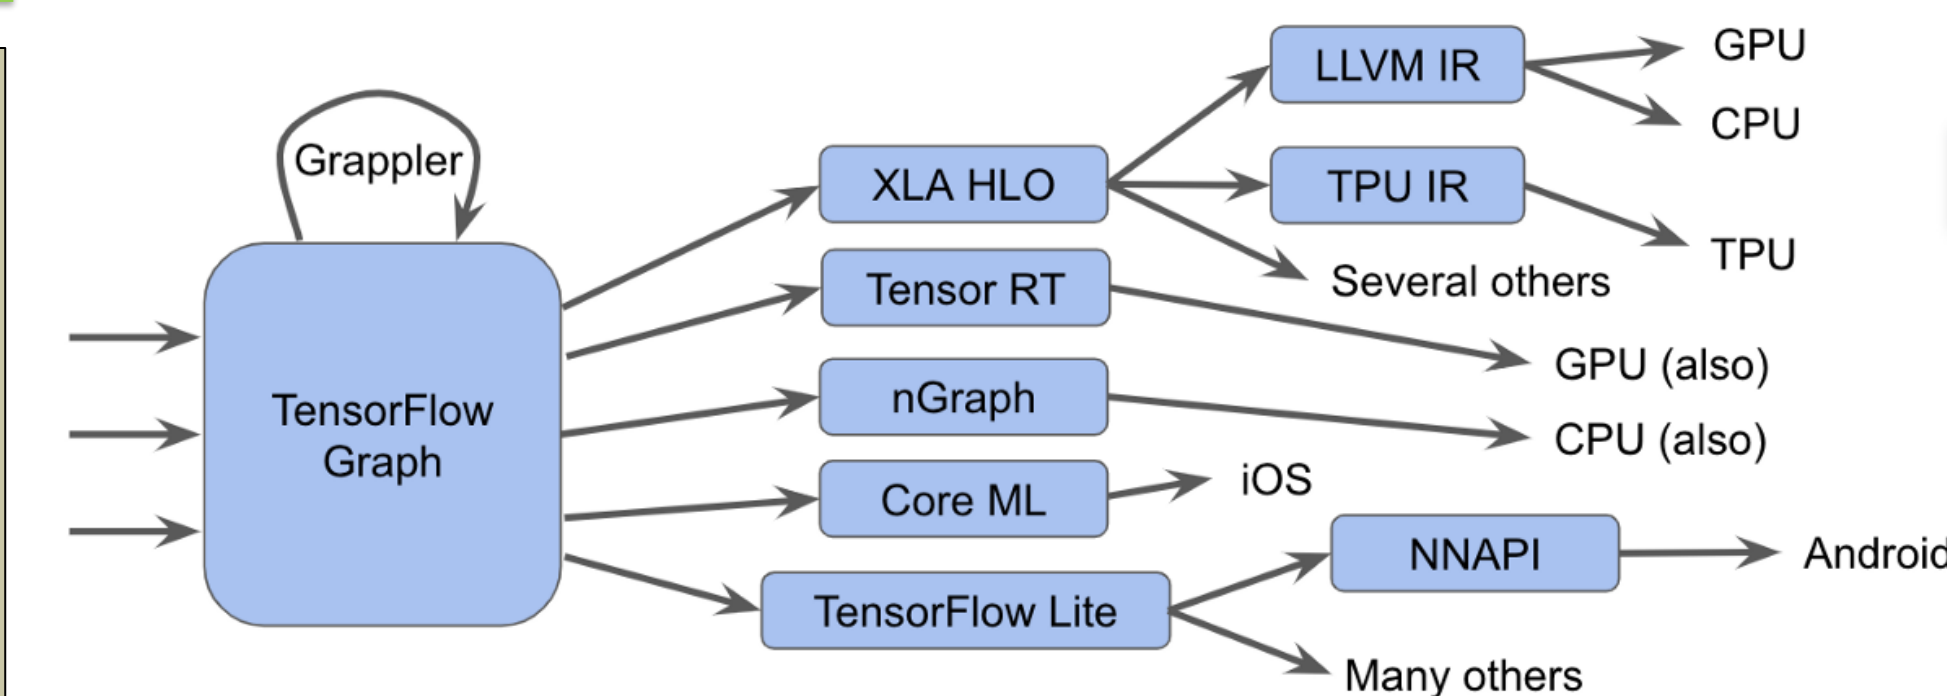 Grappler
TensorFlow
Graph
XLA HLO
Tensor RT
nGraph
Core ML
TensorFlow Lite
LLVM IR
TPU IR
Several others
GPU
CPU
TPU
GPU (also)
CPU (also)
iOS
NNAPI
Android
Many others